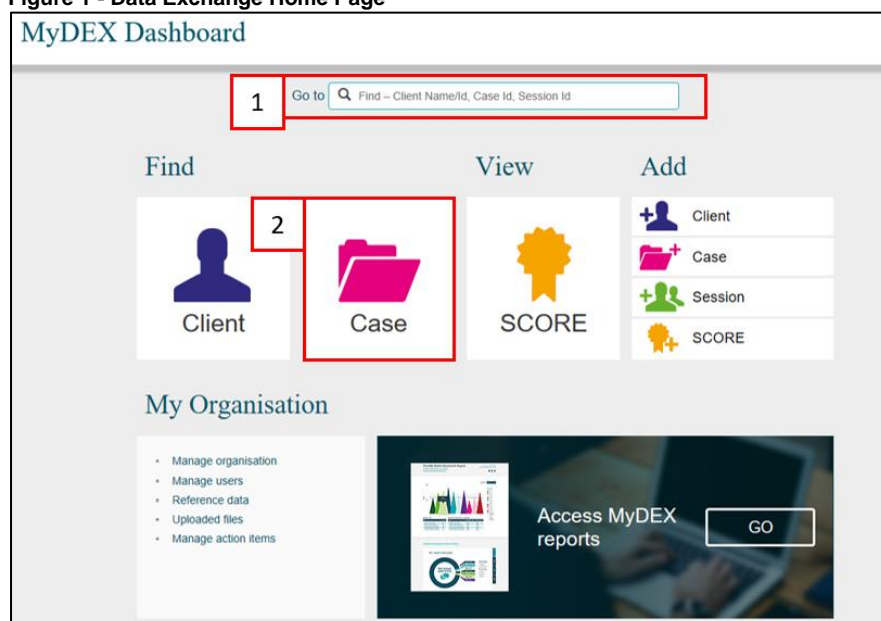 Figure 1 - Data Exchange Home Page
MyDEX Dashboard
1
Go to Find – Client Name/Id, Case Id, Session Id
Find
View
Add
2
Client
Case
SCORE
Client
Case
Session
SCORE
My Organisation
Manage organisation
Manage users
Reference data
Uploaded files
Manage action items
Access MyDEX
reports
GO